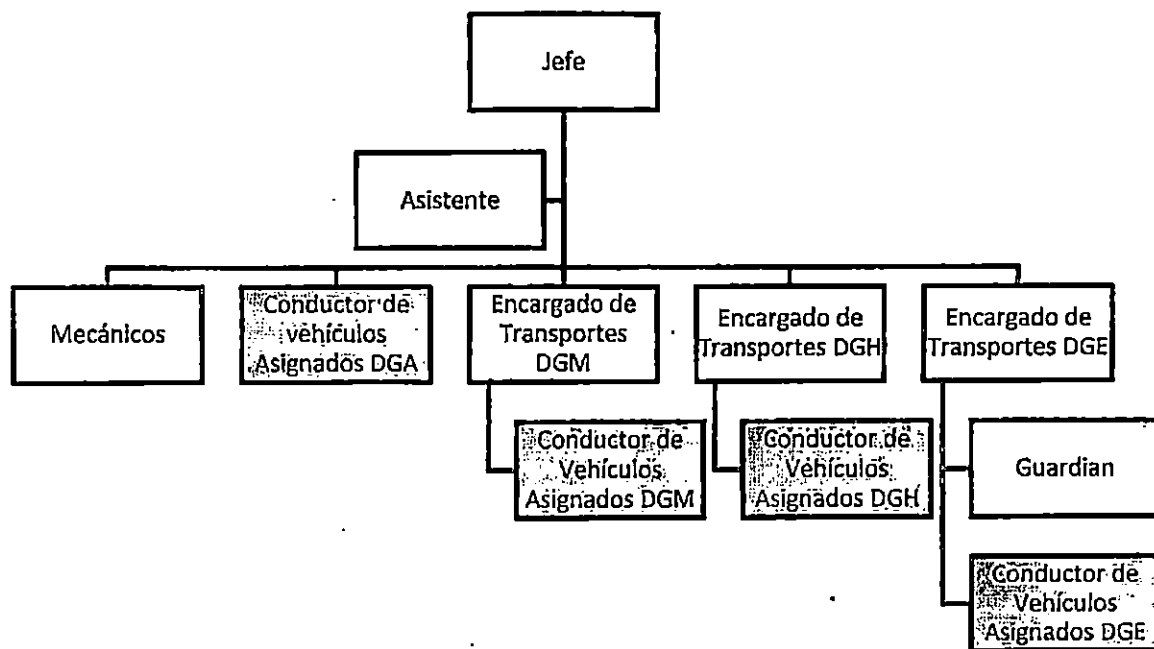 Jefe
Asistente
Mecánicos
Conductor de
vehículos
Asignados DGA
Encargado de
Transportes
DGM
Encargado de
Transportes DGH
Encargado de
Transportes DGE
Conductor de
Vehículos
Asignados DGM
Conductor de
Vehículos
Asignados DGH
Guardian
Conductor de
Vehículos
Asignados DGE